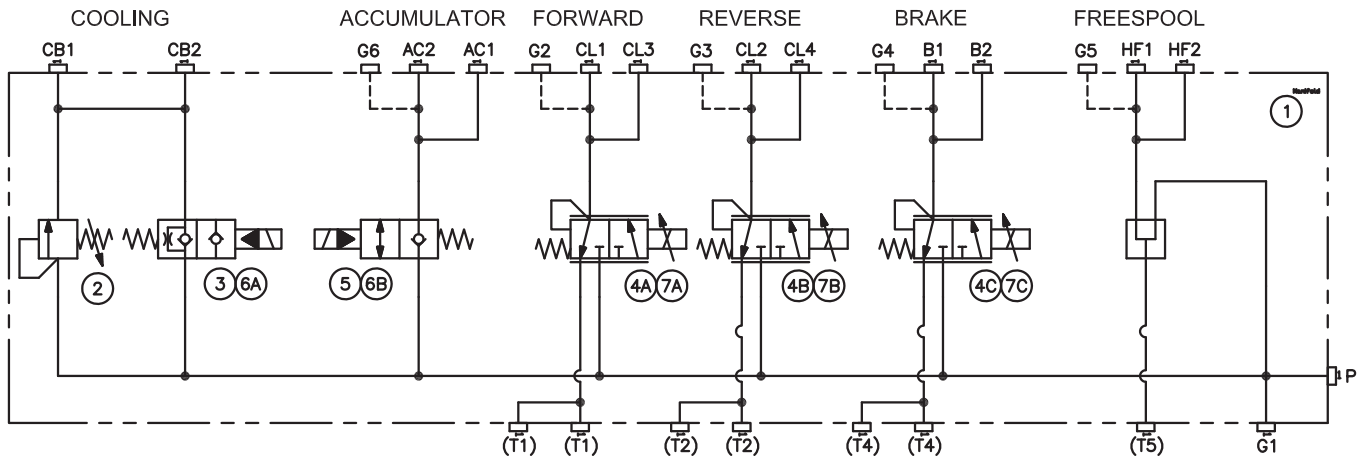 COOLING ACCUMULATOR FORWARD REVERSE BRAKE FREESPOOL
CB1 CB2 G6 AC2 AC1 G2 CL1 CL3 G3 CL2 CL4 G4 B1 B2 G5 HF1 HF2
1
2 3 6A 5 6B 4A 7A 4B 7B 4C 7C
P
(T1) (T1) (T2) (T2) (T4) (T4) (T5) G1